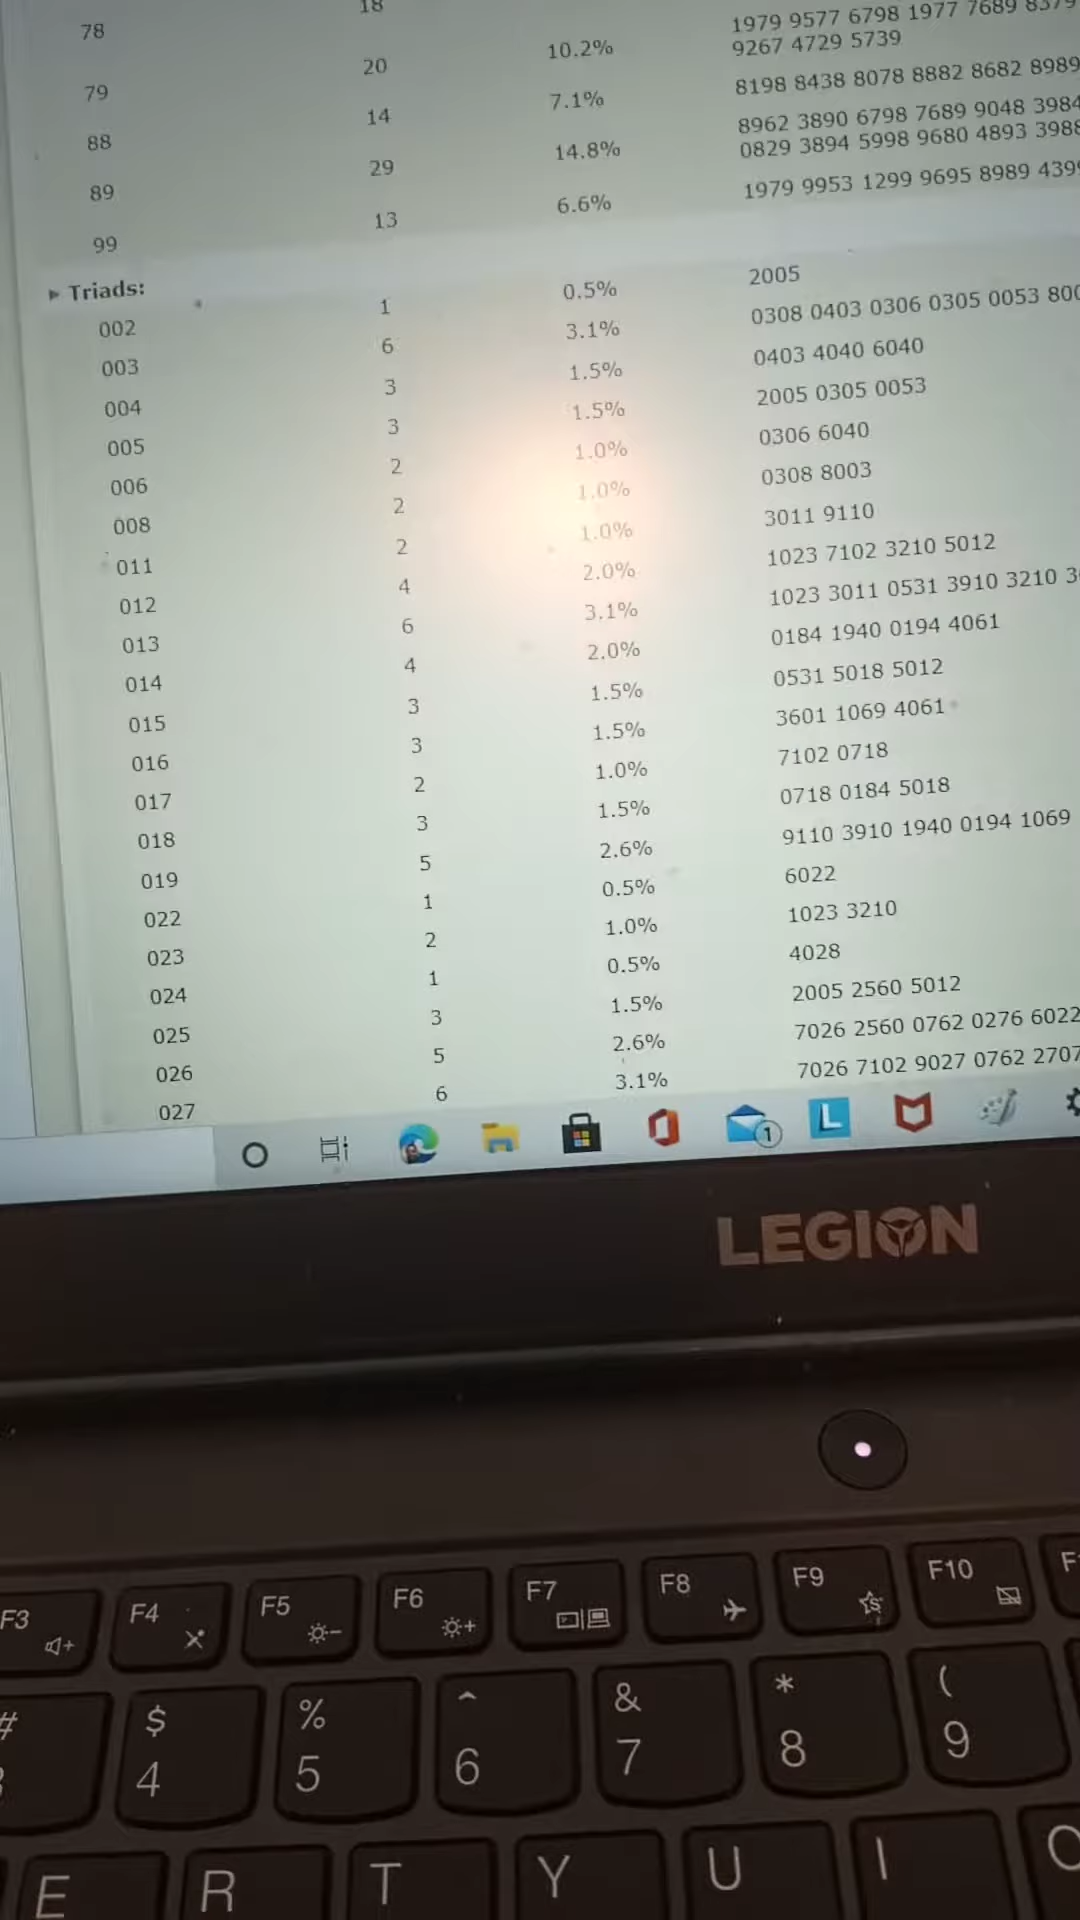 78 18
79 20 10.2% 1979 9577 6798 1977 7689 8379
9267 4729 5739
88 14 7.1% 8198 8438 8078 8882 8682 8989
89 29 14.8% 8962 3890 6798 7689 9048 3984
0829 3894 5998 9680 4893 3988
99 13 6.6% 1979 9953 1299 9695 8989
Triads:
002 1 0.5% 2005
003 6 3.1% 0308 0403 0306 0305 0053
004 3 1.5% 0403 4040 6040
005 3 1.5% 2005 0305 0053
006 2 1.0% 0306 6040
008 2 1.0% 0308 8003
011 2 1.0% 3011 9110
012 4 2.0% 1023 7102 3210 5012
013 6 3.1% 1023 3011 0531 3910 3210
014 4 2.0% 0184 1940 0194 4061
015 3 1.5% 0531 5018 5012
016 3 1.5% 3601 1069 4061
017 2 1.0% 7102 0718
018 3 1.5% 0718 0184 5018
019 5 2.6% 9110 3910 1940 0194 1069
022 1 0.5% 6022
023 2 1.0% 1023 3210
024 1 0.5% 4028
025 3 1.5% 2005 2560 5012
026 5 2.6% 7026 2560 0762 0276 6022
027 6 3.1% 7026 7102 9027 0762 2707
1 L
LEGION
F3 F4 F5 F6 F7 F8 F9 F10
# $ % ^ & * (
4 5 6 7 8 9
E R T Y U I O